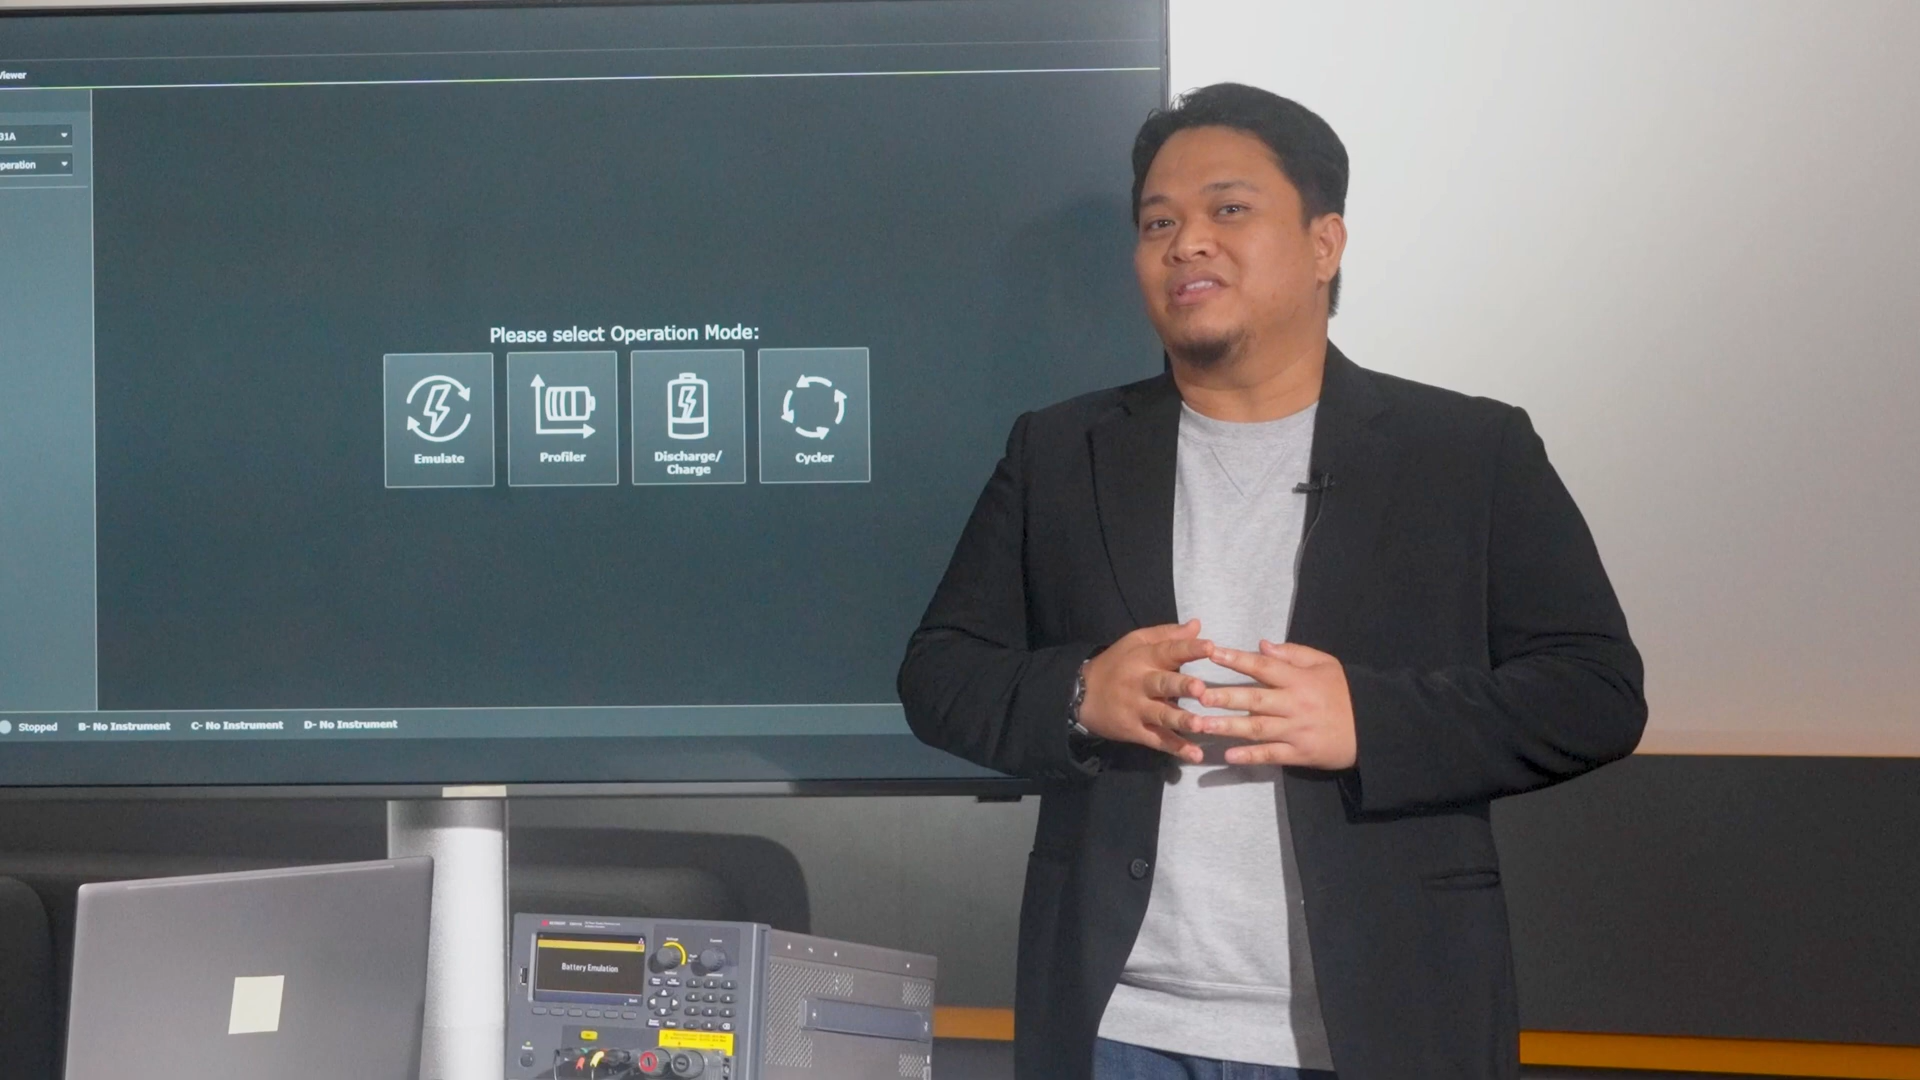 Viewer
31A
peration
Please select Operation Mode:
Emulate
Profiler
Discharge/
Charge
Cycler
Stopped
B- No Instrument
C- No Instrument
D- No Instrument
Battery Emulation